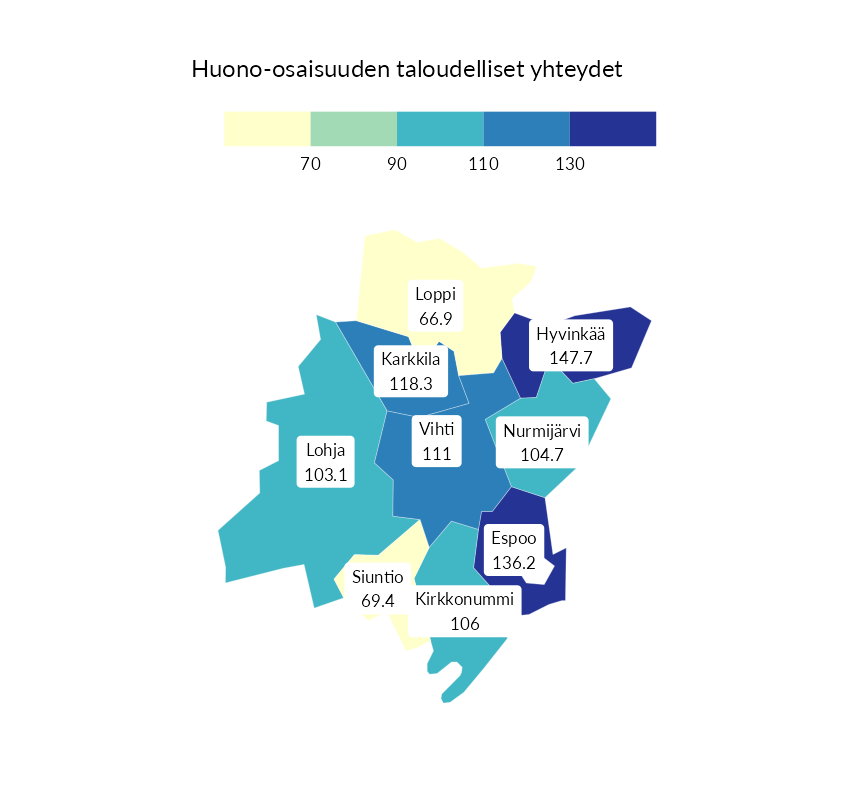 Huono-osaisuuden taloudelliset yhteydet
70 90 110 130
Loppi
66.9
Hyvinkää
147.7
Karkkila
118.3
Vihti
111
Nurmijärvi
104.7
Lohja
103.1
Espoo
136.2
Siuntio
69.4
Kirkkonummi
106